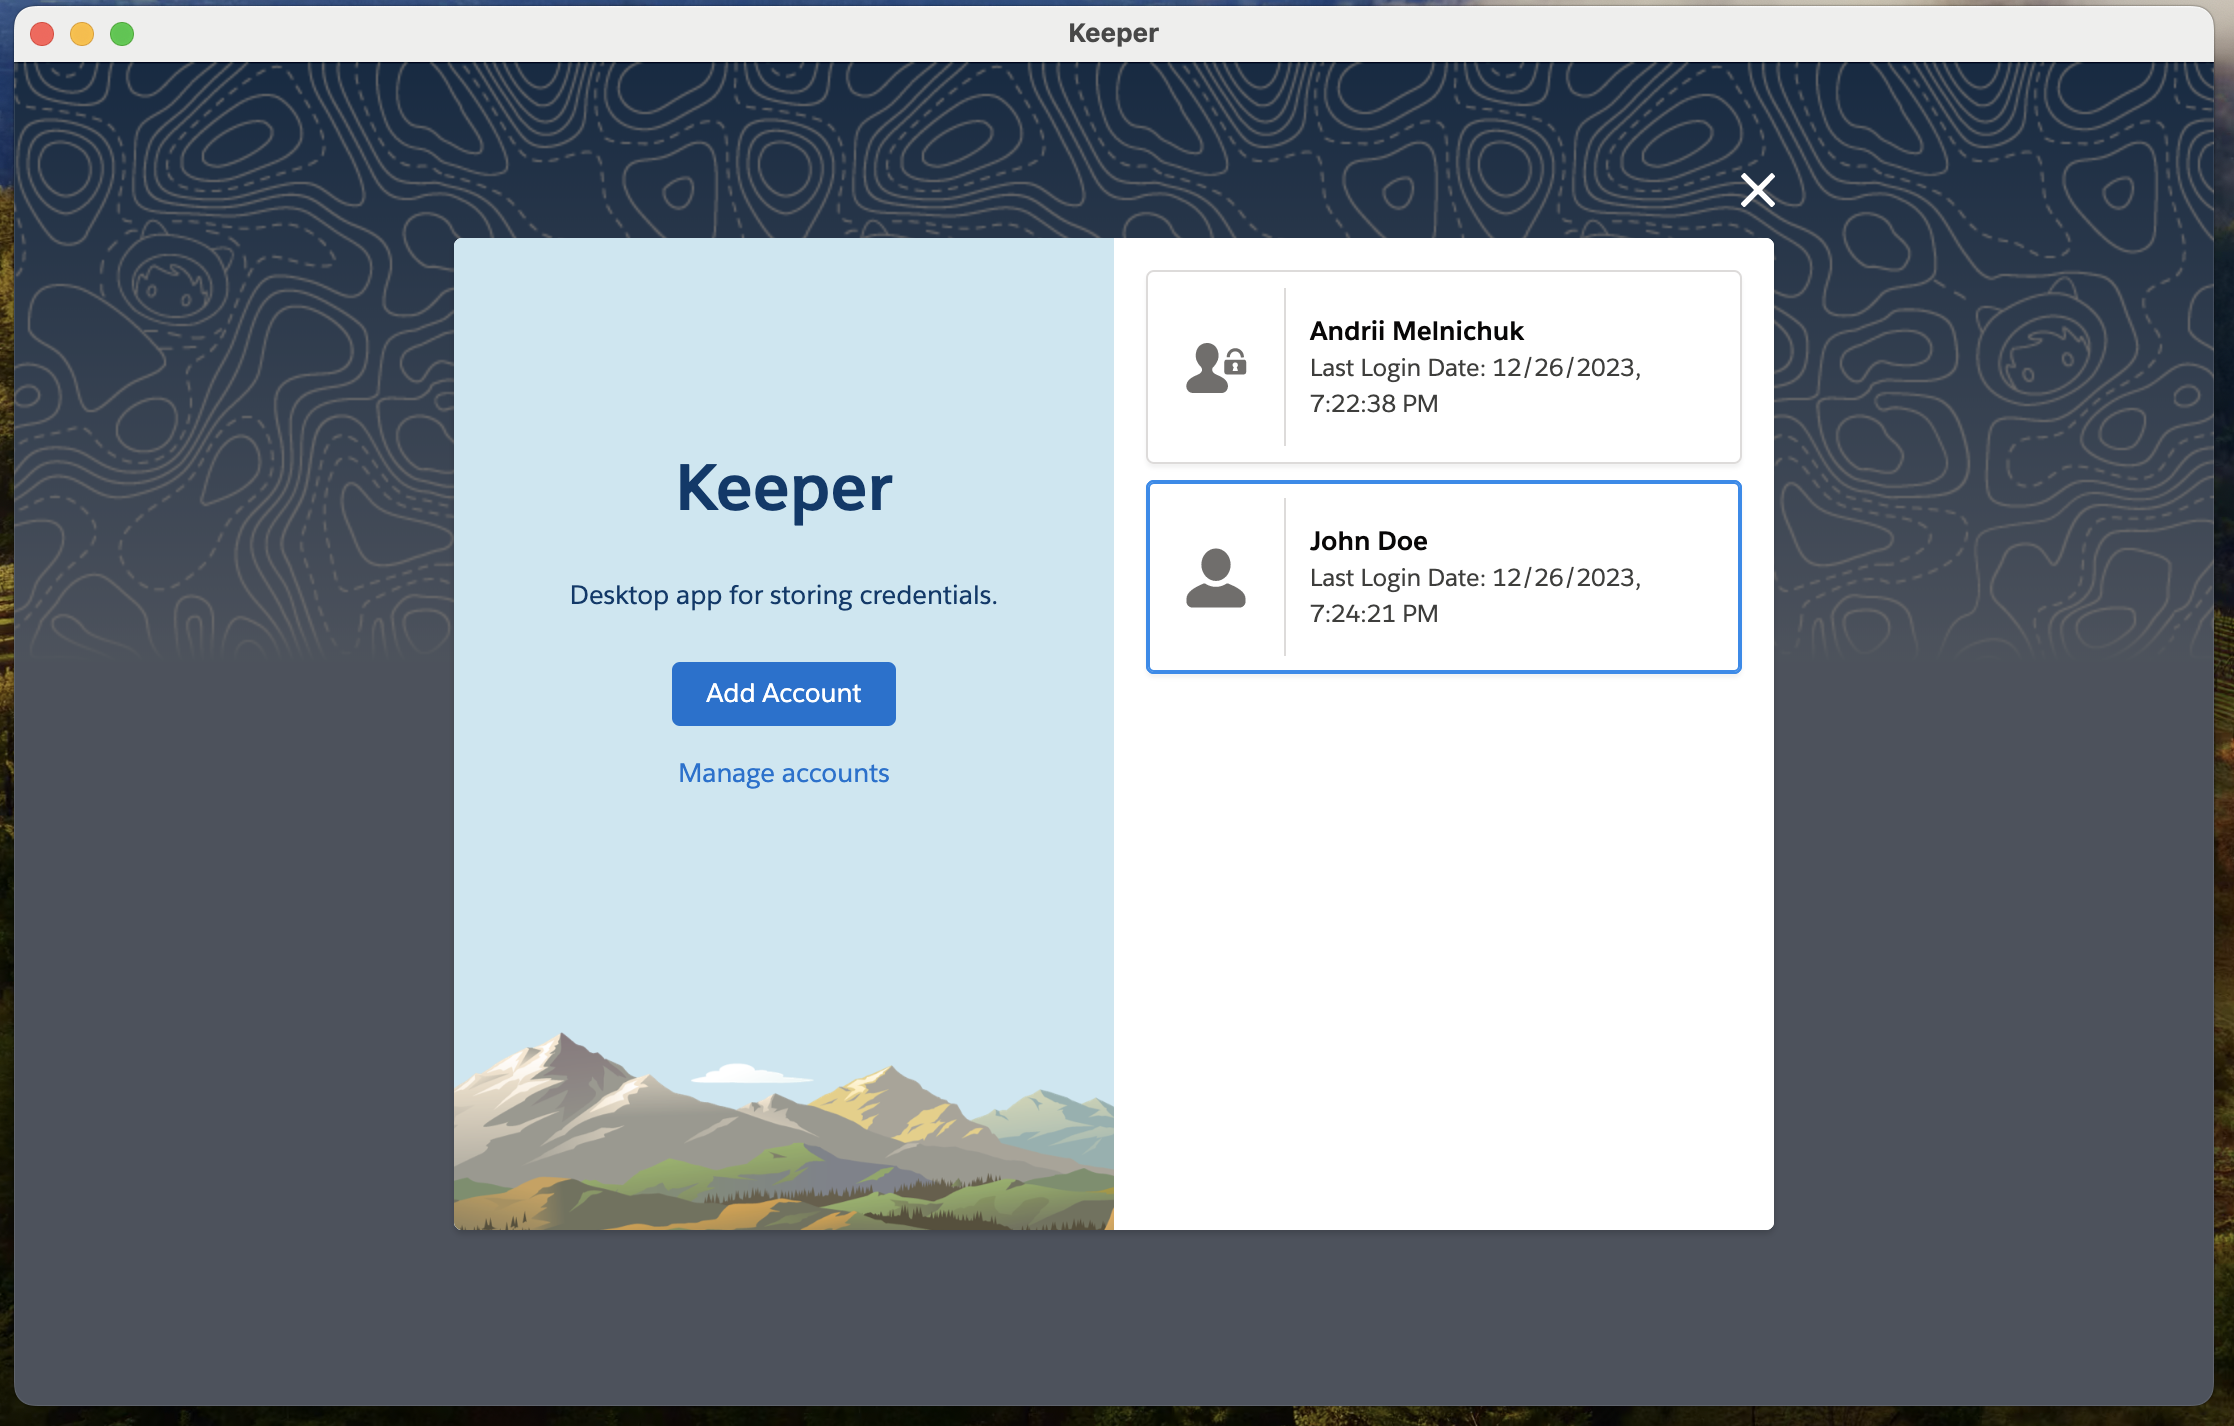 Keeper
Keeper
Desktop app for storing credentials.
Add Account
Manage accounts
Andrii Melnichuk
Last Login Date: 12/26/2023,
7:22:38 PM
John Doe
Last Login Date: 12/26/2023,
7:24:21 PM